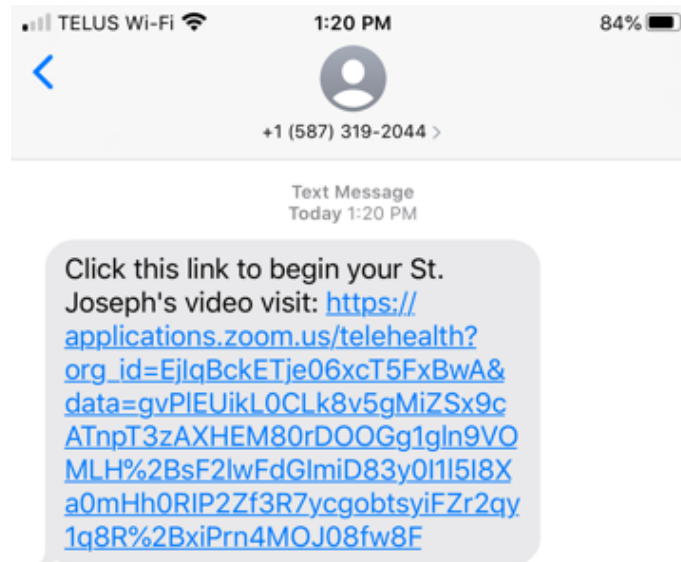 TELUS Wi-Fi 1:20 PM 84%
+1 (587) 319-2044 >
Text Message
Today 1:20 PM
Click this link to begin your St.
Joseph's video visit: https://
applications.zoom.us/telehealth?
org_id=EjlqBckETje06xcT5FxBwA&
data=gvPlEUikL0CLk8v5gMiZSx9c
ATnpT3zAXHEM80rDOOGg1gln9VO
MLH%2BsF2lwFdGImiD83y0I1l5I8X
a0mHh0RIP2Zf3R7ycgobtsyiFZr2qy
1q8R%2BxiPrn4MOJ08fw8F